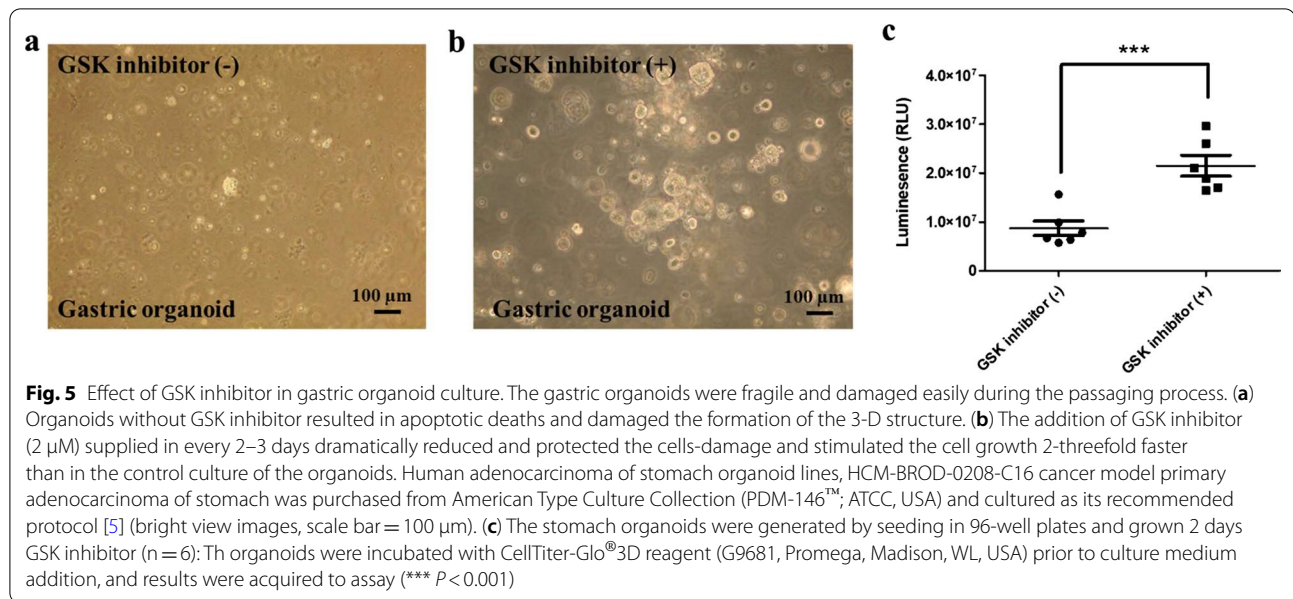 a
GSK inhibitor (-)
Gastric organoid
100 µm
b
GSK inhibitor (+)
Gastric organoid
100 µm
c
***
Luminesence (RLU)
4.0×10⁷
3.0×10⁷
2.0×10⁷
1.0×10⁷
0
GSK inhibitor (-)
GSK inhibitor (+)
Fig. 5 Effect of GSK inhibitor in gastric organoid culture. The gastric organoids were fragile and damaged easily during the passaging process. (a)
Organoids without GSK inhibitor resulted in apoptotic deaths and damaged the formation of the 3-D structure. (b) The addition of GSK inhibitor
(2 µM) supplied in every 2–3 days dramatically reduced and protected the cells-damage and stimulated the cell growth 2-threefold faster
than in the control culture of the organoids. Human adenocarcinoma of stomach organoid lines, HCM-BROD-0208-C16 cancer model primary
adenocarcinoma of stomach was purchased from American Type Culture Collection (PDM-146™; ATCC, USA) and cultured as its recommended
protocol [5] (bright view images, scale bar = 100 µm). (c) The stomach organoids were generated by seeding in 96-well plates and grown 2 days
GSK inhibitor (n = 6): Th organoids were incubated with CellTiter-Glo®3D reagent (G9681, Promega, Madison, WL, USA) prior to culture medium
addition, and results were acquired to assay (*** P < 0.001)